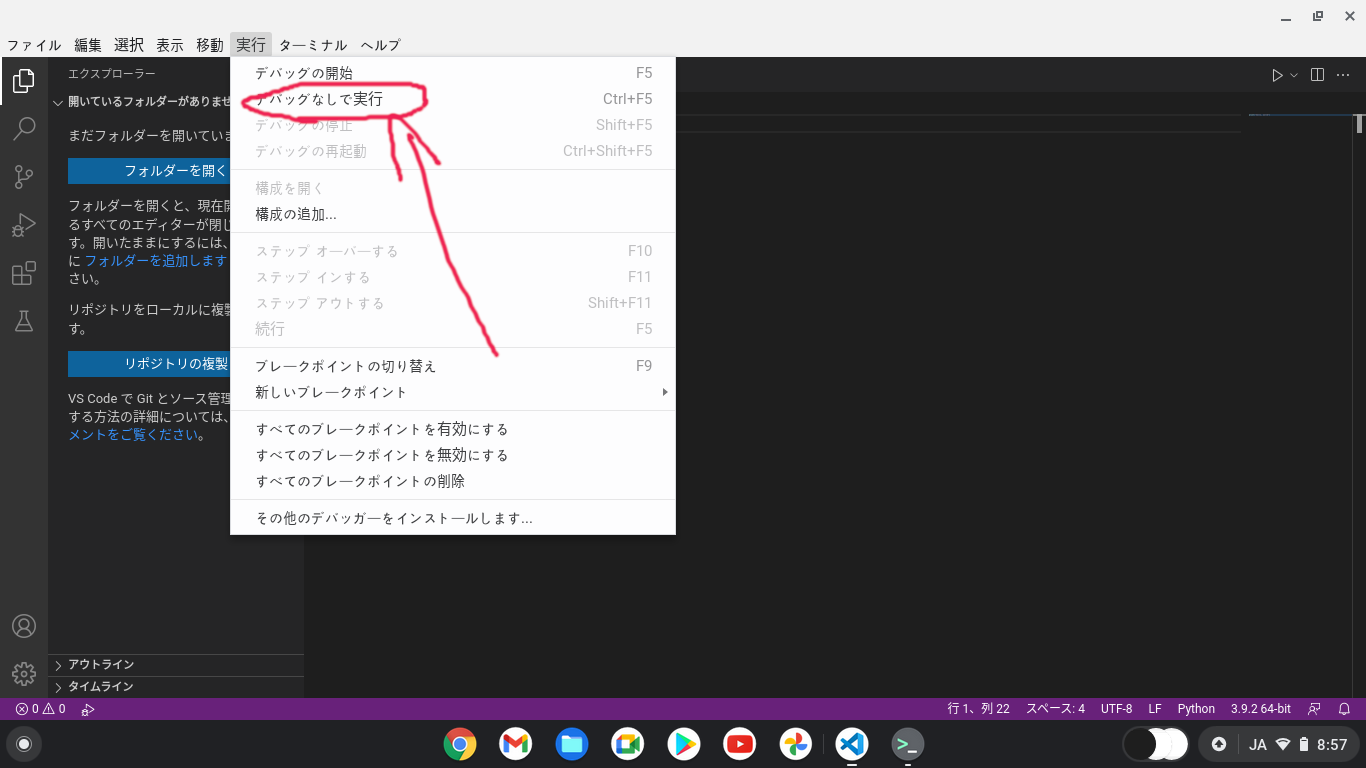 ファイル 編集 選択 表示 移動 実行 ターミナル ヘルプ
エクスプローラー
開いているフォルダーがありませ
まだフォルダーを開いていま
フォルダーを開く
フォルダーを開くと、現在開
るすべてのエディターが閉じ
す。開いたままにするには、
に フォルダーを追加します
さい。
リポジトリをローカルに複製
す。
リポジトリの複製
VS Code で Git とソース管理
する方法の詳細については、
メントをご覧ください。
アウトライン
タイムライン
デバッグの開始 F5
デバッグなしで実行 Ctrl+F5
デバッグの停止 Shift+F5
デバッグの再起動 Ctrl+Shift+F5
構成を開く
構成の追加...
ステップ オーバーする F10
ステップ インする F11
ステップ アウトする Shift+F11
続行 F5
ブレークポイントの切り替え F9
新しいブレークポイント
すべてのブレークポイントを有効にする
すべてのブレークポイントを無効にする
すべてのブレークポイントの削除
その他のデバッガーをインストールします...
0 0
行 1、列 22 スペース: 4 UTF-8 LF Python 3.9.2 64-bit
JA 8:57